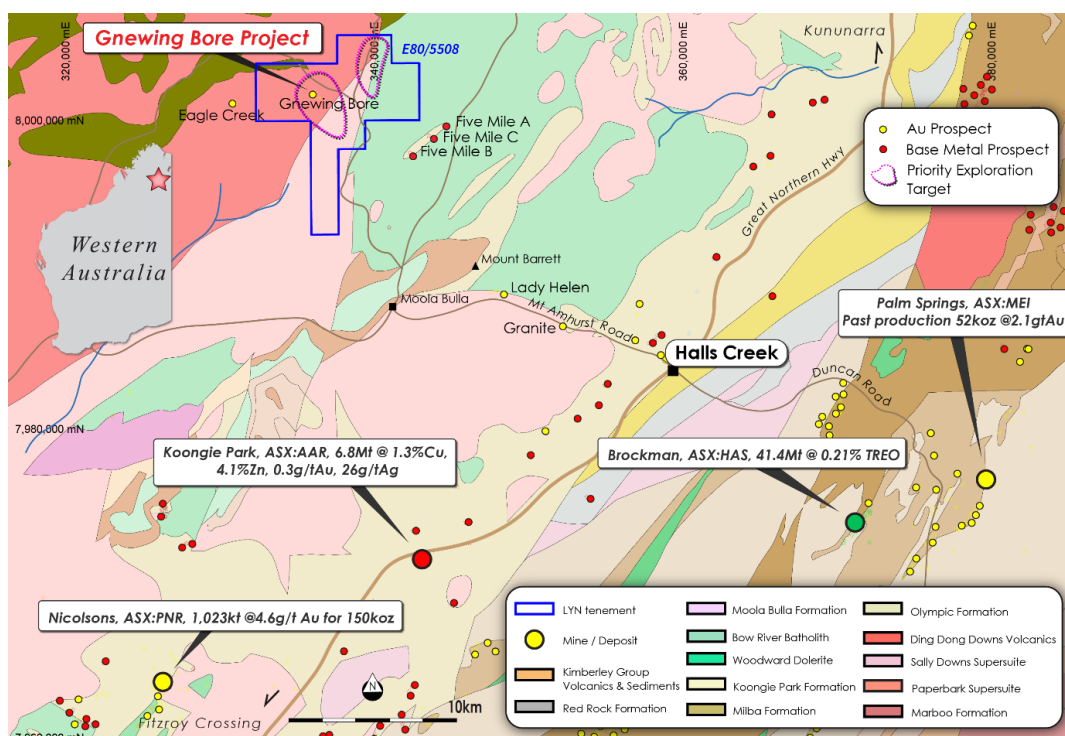 320,000 mE
340,000 mE
360,000 mE
380,000 mE
Gnewing Bore Project
E80/5508
Kununarra
Gnewing Bore
Eagle Creek
8,000,000 mN
Five Mile A
Five Mile C
Five Mile B
Au Prospect
Base Metal Prospect
Priority Exploration
Target
Great Northern Hwy
Western
Australia
Mount Barrett
Moola Bulla
Lady Helen
Mt Amhurst Road
Granite
Halls Creek
Palm Springs, ASX:MEI
Past production 52koz @2.1gtAu
Duncan Road
7,980,000 mN
Koongie Park, ASX:AAR, 6.8Mt @ 1.3%Cu,
4.1%Zn, 0.3g/tAu, 26g/tAg
Brockman, ASX:HAS, 41.4Mt @ 0.21% TREO
Nicolsons, ASX:PNR, 1,023kt @4.6g/t Au for 150koz
Fitzroy Crossing
N
10km
7,960,000 mN
LYN tenement
Mine / Deposit
Kimberley Group
Volcanics & Sediments
Red Rock Formation
Moola Bulla Formation
Bow River Batholith
Woodward Dolerite
Koongie Park Formation
Milba Formation
Olympic Formation
Ding Dong Downs Volcanics
Sally Downs Supersuite
Paperbark Supersuite
Marboo Formation